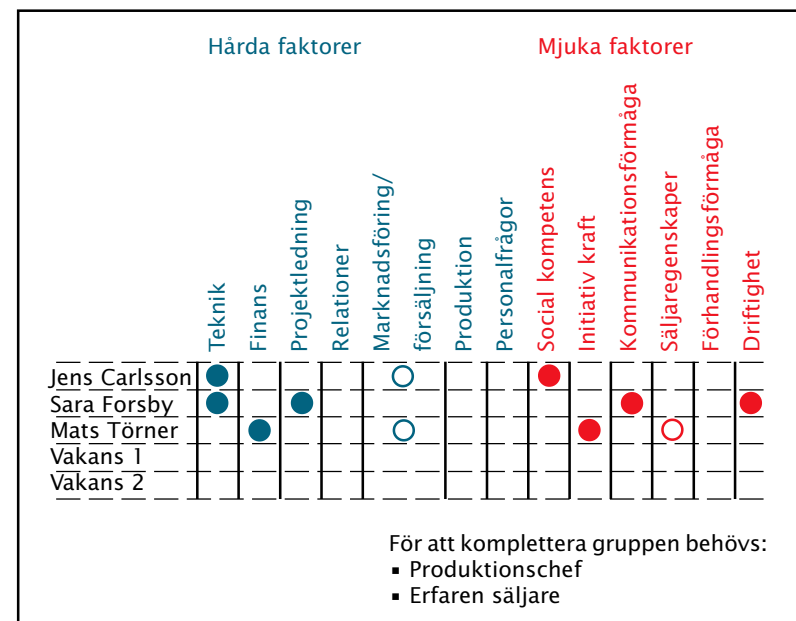 Hårda faktorer
Mjuka faktorer
Teknik
Finans
Projektledning
Relationer
Marknadsföring/
försäljning
Produktion
Personalfrågor
Social kompetens
Initiativ kraft
Kommunikationsförmåga
Säljaregenskaper
Förhandlingsförmåga
Driftighet
Jens Carlsson
Sara Forsby
Mats Törner
Vakans 1
Vakans 2
För att komplettera gruppen behövs:
▪ Produktionschef
▪ Erfaren säljare